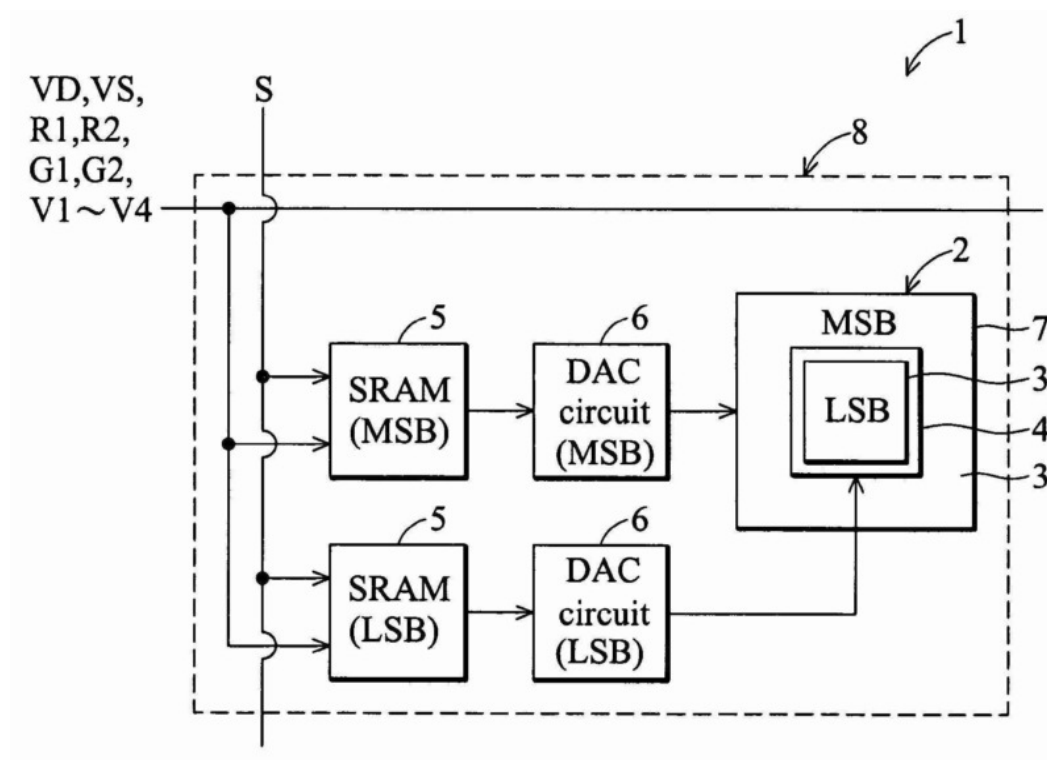 1
VD,VS,
R1,R2,
G1,G2,
V1～V4
S
8
2
MSB
7
5
SRAM
(MSB)
6
DAC
circuit
(MSB)
3
LSB
4
3
5
SRAM
(LSB)
6
DAC
circuit
(LSB)